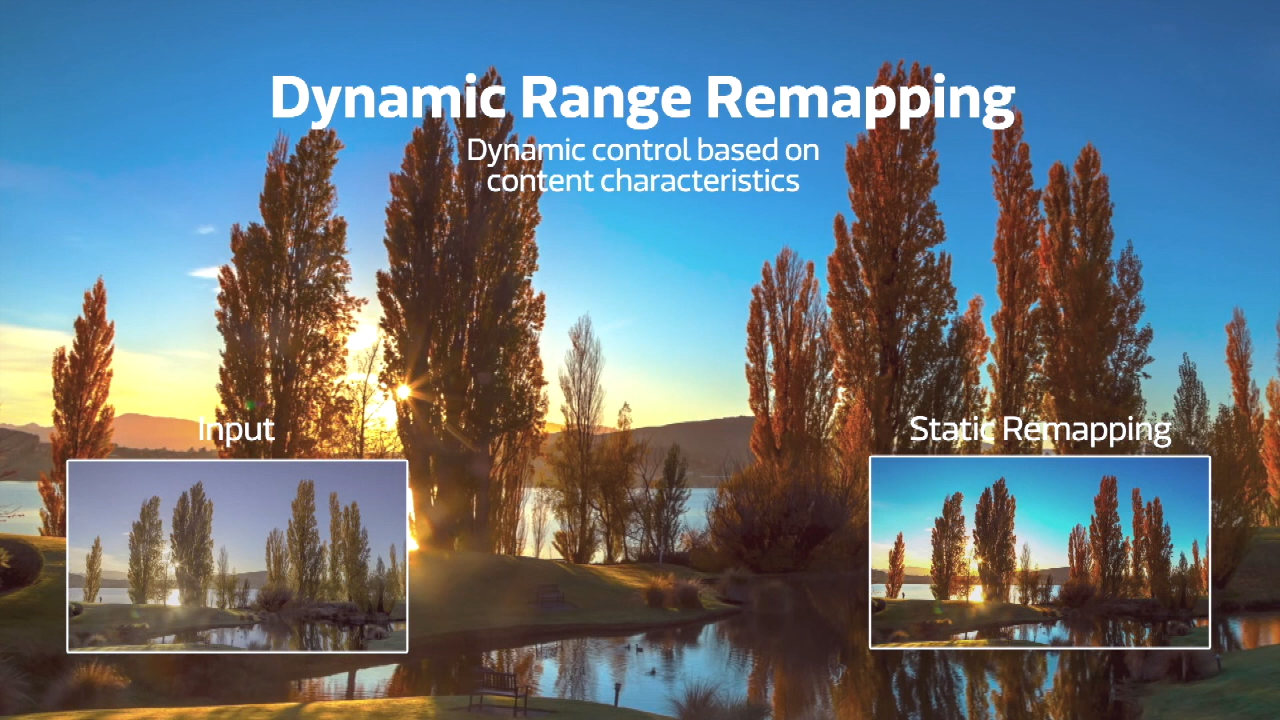 Dynamic Range Remapping
Dynamic control based on
content characteristics
Input
Static Remapping